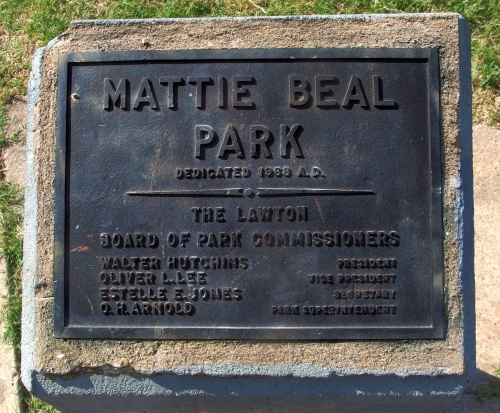 MATTIE BEAL
PARK
DEDICATED 1968 A.D.
THE LAWTON
BOARD OF PARK COMMISSIONERS
WALTER HUTCHINS PRESIDENT
OLIVER L. LEE VICE PRESIDENT
ESTELLE E. JONES SECRETARY
O. H. ARNOLD PARK SUPERINTENDENT